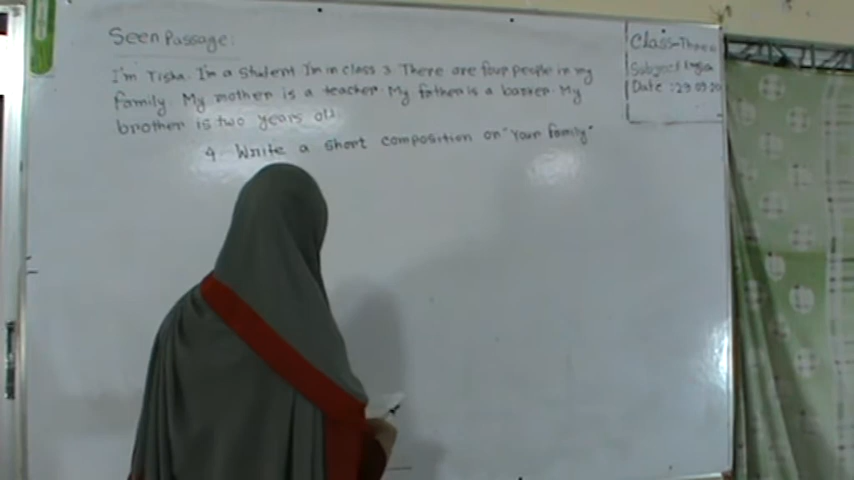 Seen Passage:
I'm Tisha. I'm a student I'm in class 3. There are four people in my
family. My mother is a teacher. My father is a banker. My
brother is two years old
4. Write a short composition on "Your family"
Class-Three
Subject English
Date: 29.09.20